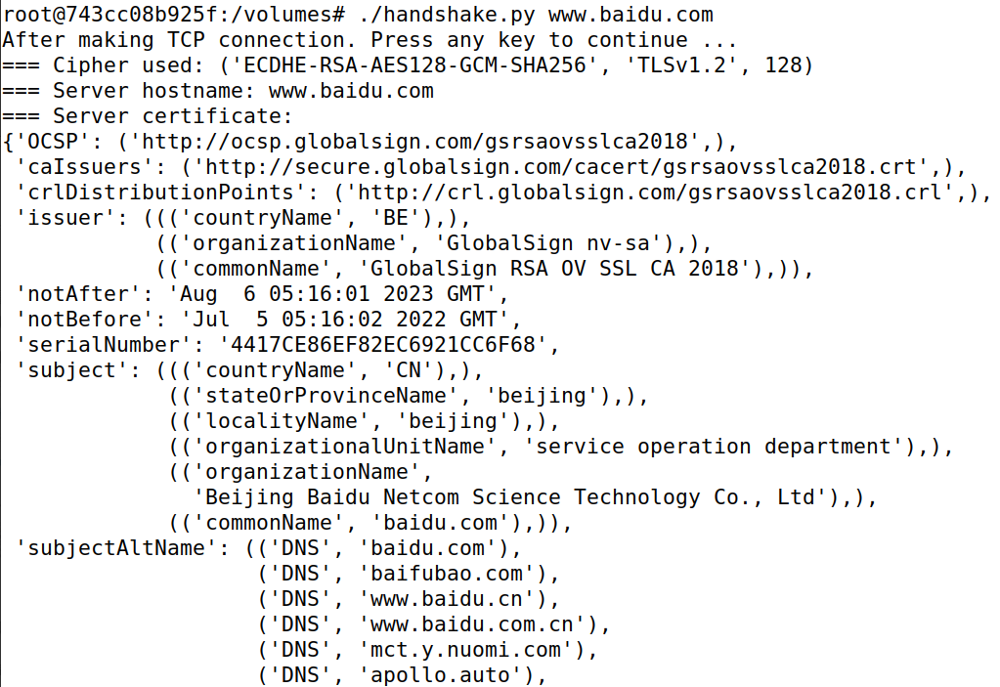 root@743cc08b925f:/volumes# ./handshake.py www.baidu.com
After making TCP connection. Press any key to continue ...
=== Cipher used: ('ECDHE-RSA-AES128-GCM-SHA256', 'TLSv1.2', 128)
=== Server hostname: www.baidu.com
=== Server certificate:
{'OCSP': ('http://ocsp.globalsign.com/gsrsaovsslca2018',),
 'caIssuers': ('http://secure.globalsign.com/cacert/gsrsaovsslca2018.crt',),
 'crlDistributionPoints': ('http://crl.globalsign.com/gsrsaovsslca2018.crl',),
 'issuer': ((('countryName', 'BE'),),
            (('organizationName', 'GlobalSign nv-sa'),),
            (('commonName', 'GlobalSign RSA OV SSL CA 2018'),)),
 'notAfter': 'Aug  6 05:16:01 2023 GMT',
 'notBefore': 'Jul  5 05:16:02 2022 GMT',
 'serialNumber': '4417CE86EF82EC6921CC6F68',
 'subject': ((('countryName', 'CN'),),
             (('stateOrProvinceName', 'beijing'),),
             (('localityName', 'beijing'),),
             (('organizationalUnitName', 'service operation department'),),
             (('organizationName',
               'Beijing Baidu Netcom Science Technology Co., Ltd'),),
             (('commonName', 'baidu.com'),)),
 'subjectAltName': (('DNS', 'baidu.com'),
                    ('DNS', 'baifubao.com'),
                    ('DNS', 'www.baidu.cn'),
                    ('DNS', 'www.baidu.com.cn'),
                    ('DNS', 'mct.y.nuomi.com'),
                    ('DNS', 'apollo.auto'),